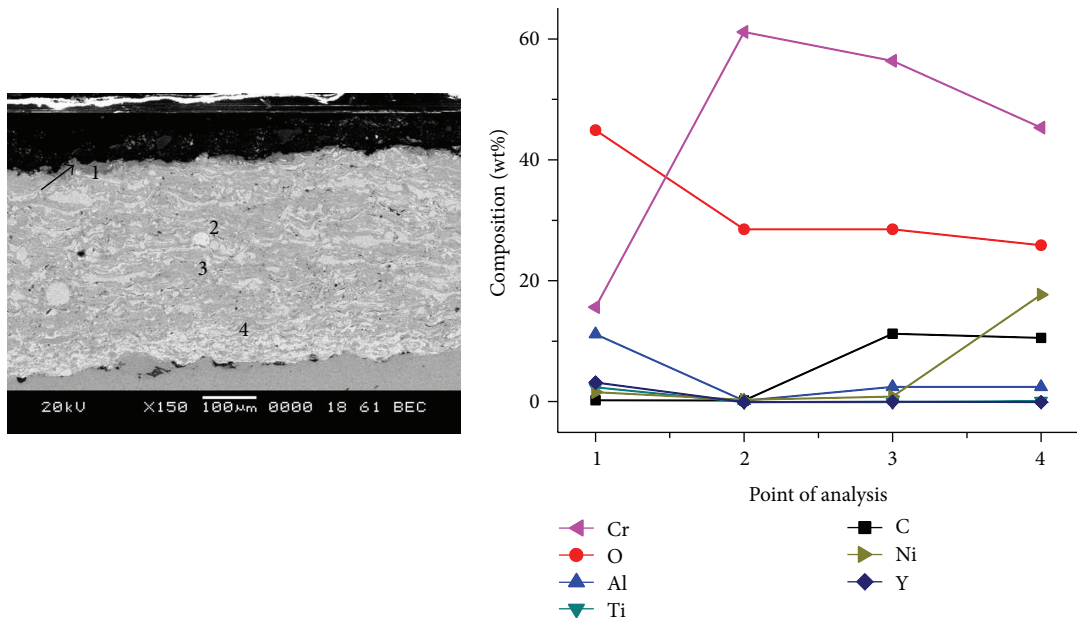 1
2
3
4
20kV X150 100μm 0000 18 61 BEC
60
40
20
0
Composition (wt%)
1 2 3 4
Point of analysis
Cr
O
Al
Ti
C
Ni
Y